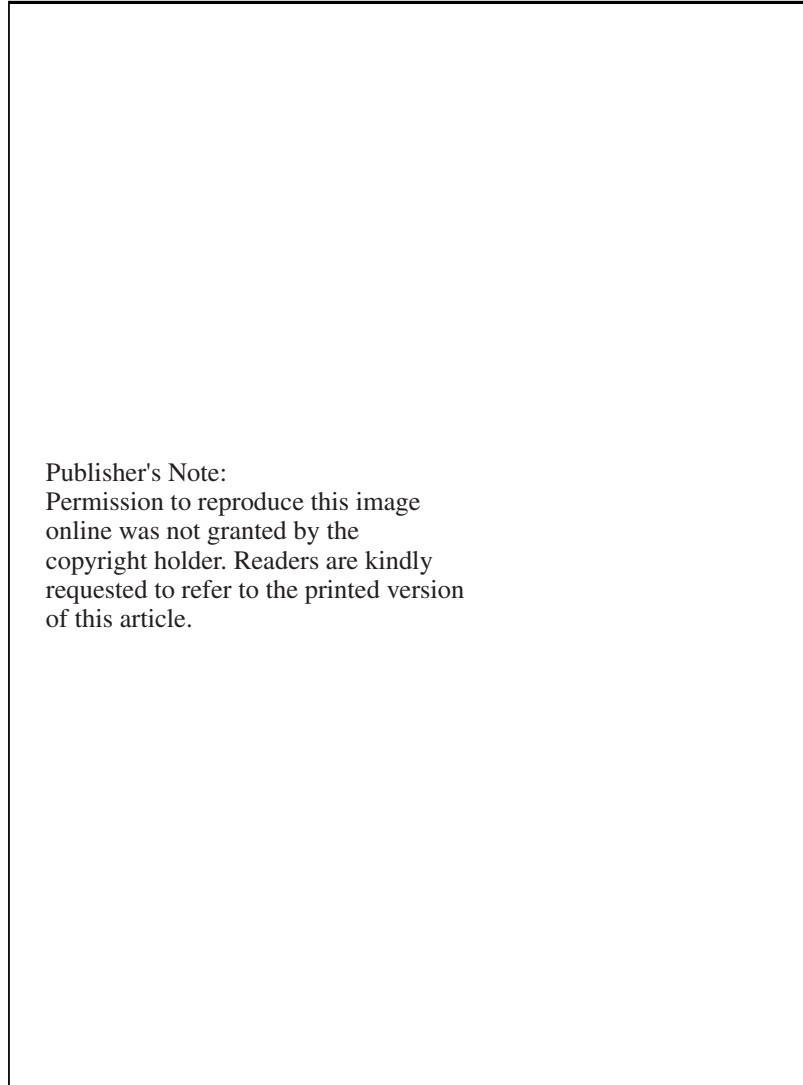 Publisher's Note:
Permission to reproduce this image
online was not granted by the
copyright holder. Readers are kindly
requested to refer to the printed version
of this article.